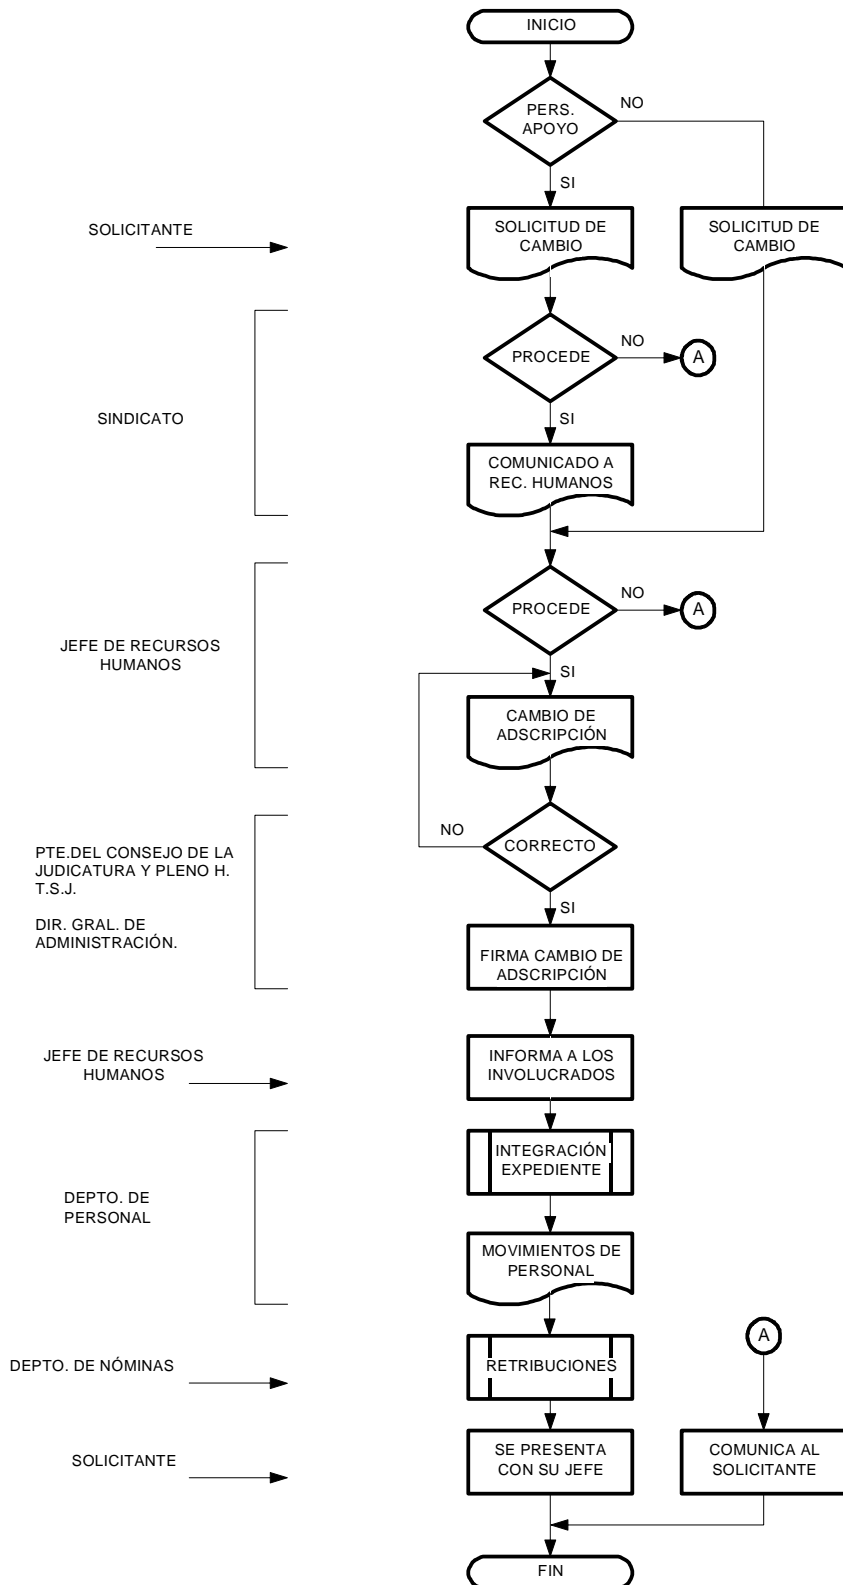 INICIO
PERS.
APOYO
NO
SI
SOLICITANTE
SOLICITUD DE
CAMBIO
SOLICITUD DE
CAMBIO
SINDICATO
PROCEDE
NO
A
SI
COMUNICADO A
REC. HUMANOS
JEFE DE RECURSOS
HUMANOS
PROCEDE
NO
A
SI
CAMBIO DE
ADSCRIPCIÓN
PTE.DEL CONSEJO DE LA
JUDICATURA Y PLENO H.
T.S.J.
DIR. GRAL. DE
ADMINISTRACIÓN.
NO
CORRECTO
SI
FIRMA CAMBIO DE
ADSCRIPCIÓN
JEFE DE RECURSOS
HUMANOS
INFORMA A LOS
INVOLUCRADOS
DEPTO. DE
PERSONAL
INTEGRACIÓN
EXPEDIENTE
MOVIMIENTOS DE
PERSONAL
A
DEPTO. DE NÓMINAS
RETRIBUCIONES
SOLICITANTE
SE PRESENTA
CON SU JEFE
COMUNICA AL
SOLICITANTE
FIN